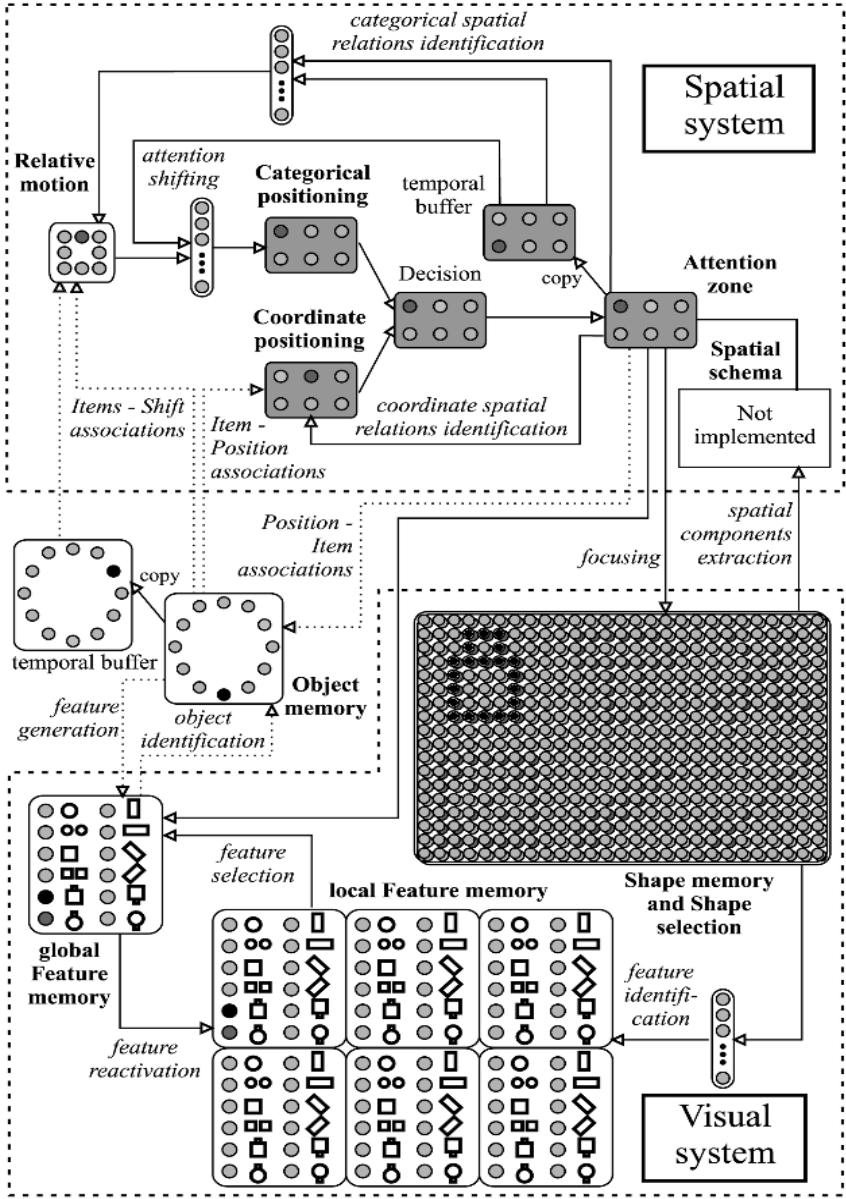 categorical spatial
relations identification
Spatial
system
Relative
motion
attention
shifting
Categorical
positioning
temporal
buffer
Decision
copy
Attention
zone
Coordinate
positioning
Spatial
schema
Items - Shift
associations
Item -
Position
associations
coordinate spatial
relations identification
Not
implemented
Position -
Item
associations
focusing
spatial
components
extraction
copy
temporal buffer
Object
memory
feature
generation
object
identification
feature
selection
local Feature memory
Shape memory
and Shape
selection
global
Feature
memory
feature
identifi-
cation
feature
reactivation
Visual
system